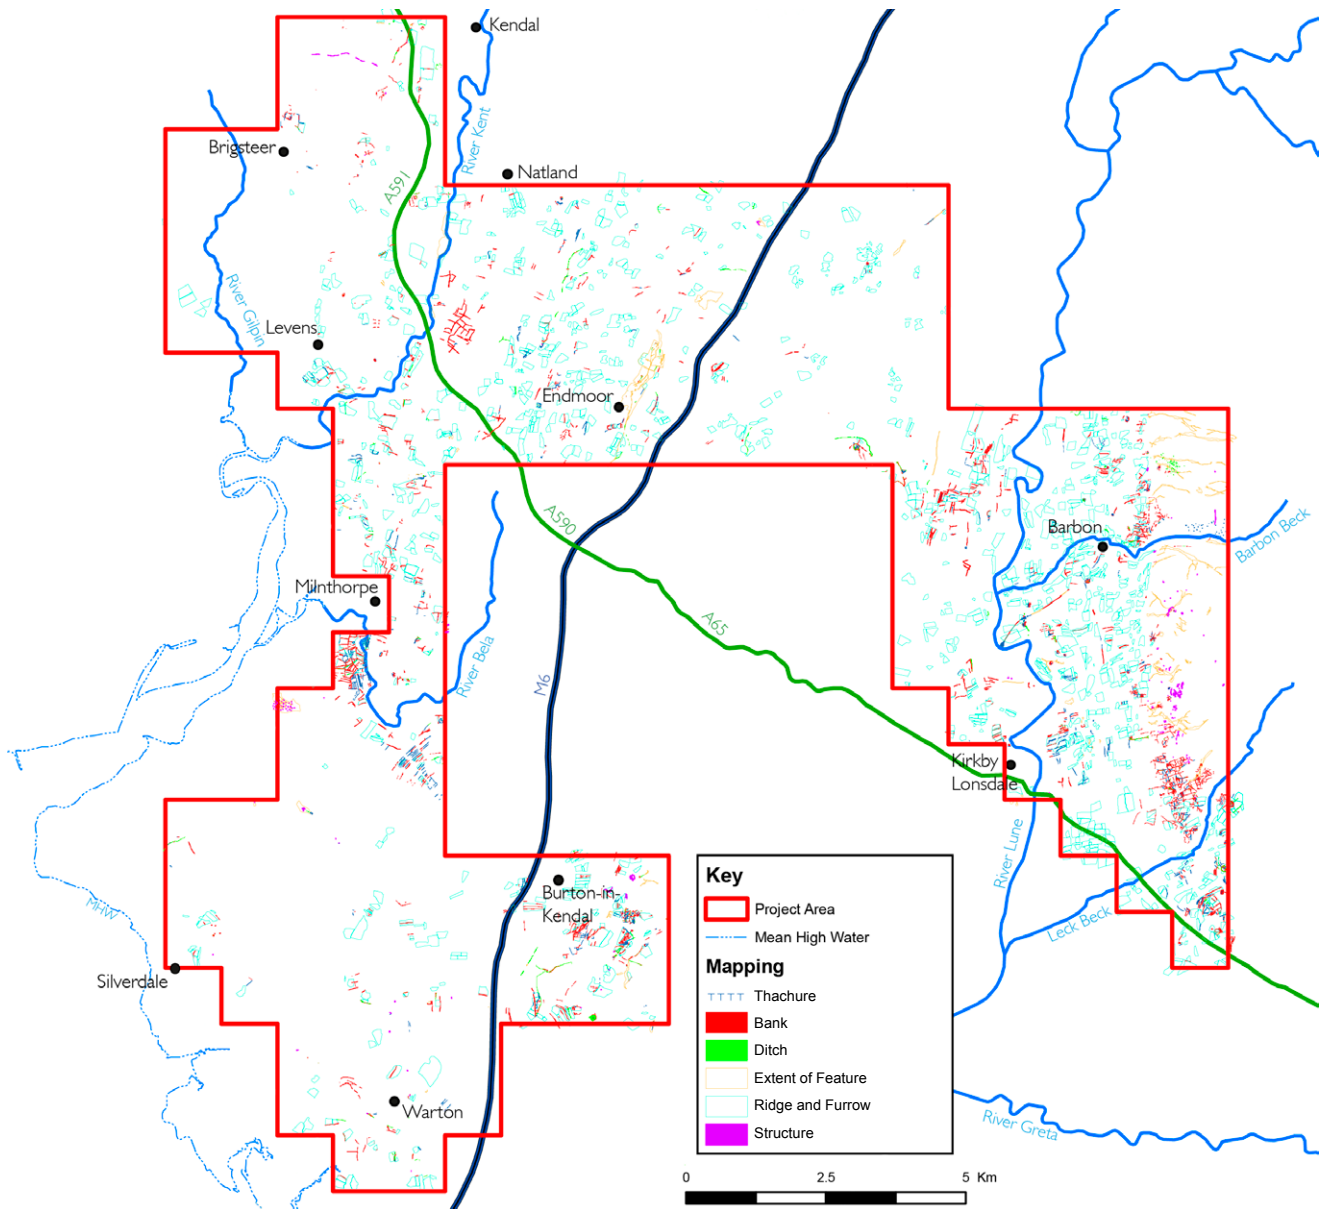 Kendal
River Kent
Brigsteer
Natland
A591
River Gilpin
Levens
Endmoor
A590
Barbon
Barbon Beck
Milnthorpe
River Bela
M6
A65
Kirkby
Lonsdale
River Lune
Leck Beck
MHW
Burton-in-
Kendal
Silverdale
Warton
River Greta
Key
Project Area
Mean High Water
Mapping
Thachure
Bank
Ditch
Extent of Feature
Ridge and Furrow
Structure
0 2.5 5 Km